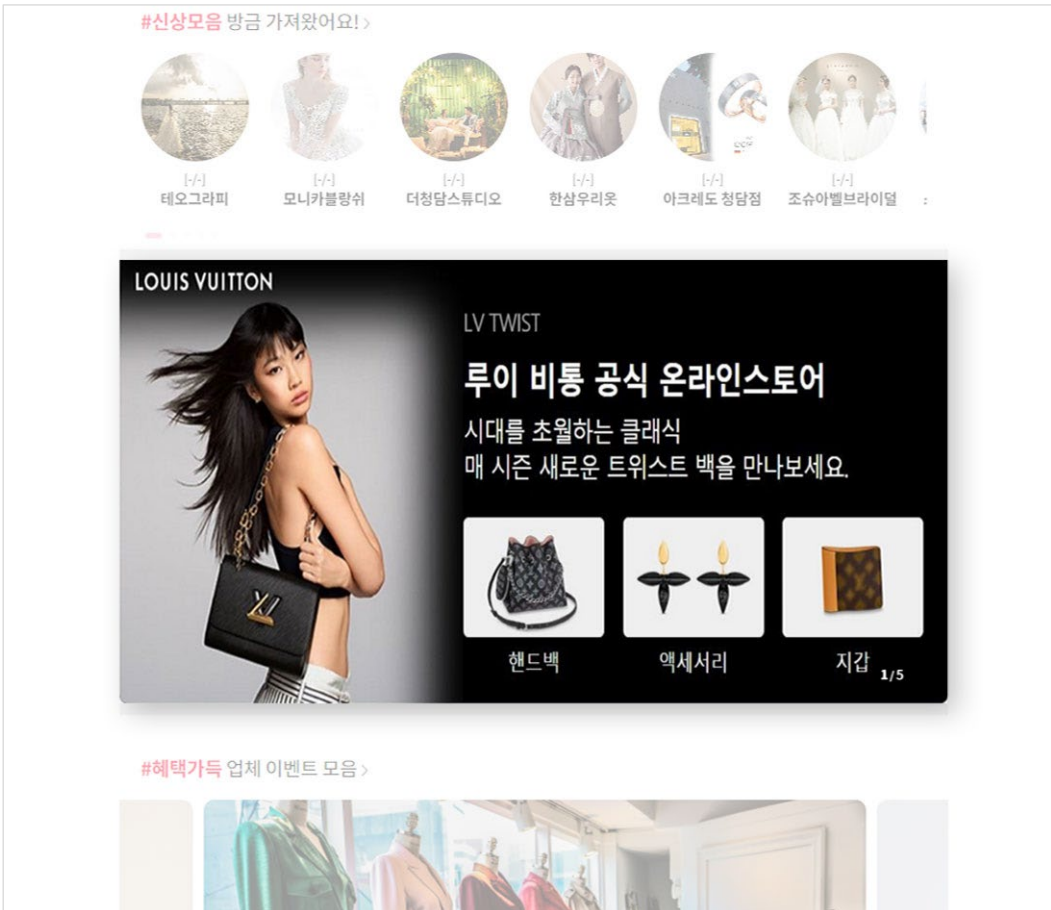 #신상모음 방금 가져왔어요! >
[-/-]
테오그라피
[-/-]
모니카블랑쉬
[-/-]
더청담스튜디오
[-/-]
한삼우리옷
[-/-]
아크레도 청담점
[-/-]
조슈아벨브라이덜
LOUIS VUITTON
LV TWIST
루이 비통 공식 온라인스토어
시대를 초월하는 클래식
매 시즌 새로운 트위스트 백을 만나보세요.
핸드백
액세서리
지갑
1/5
#혜택가득 업체 이벤트 모음 >